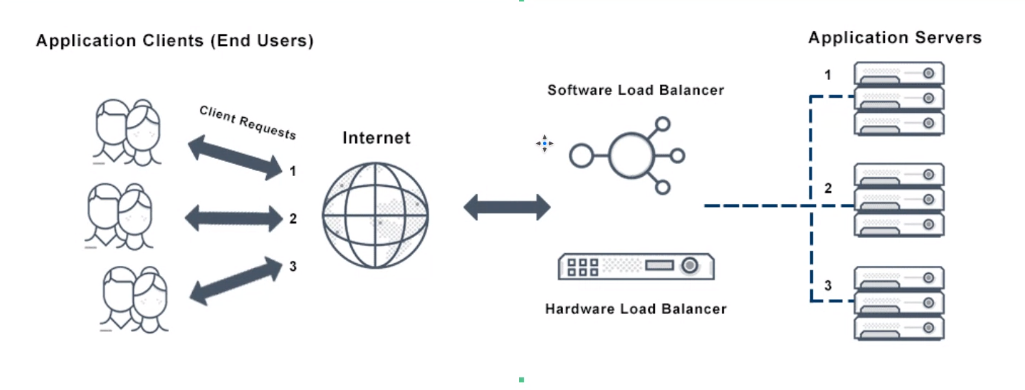 Application Clients (End Users)
Application Servers
Client Requests
Internet
Software Load Balancer
1
1
2
2
3
3
Hardware Load Balancer